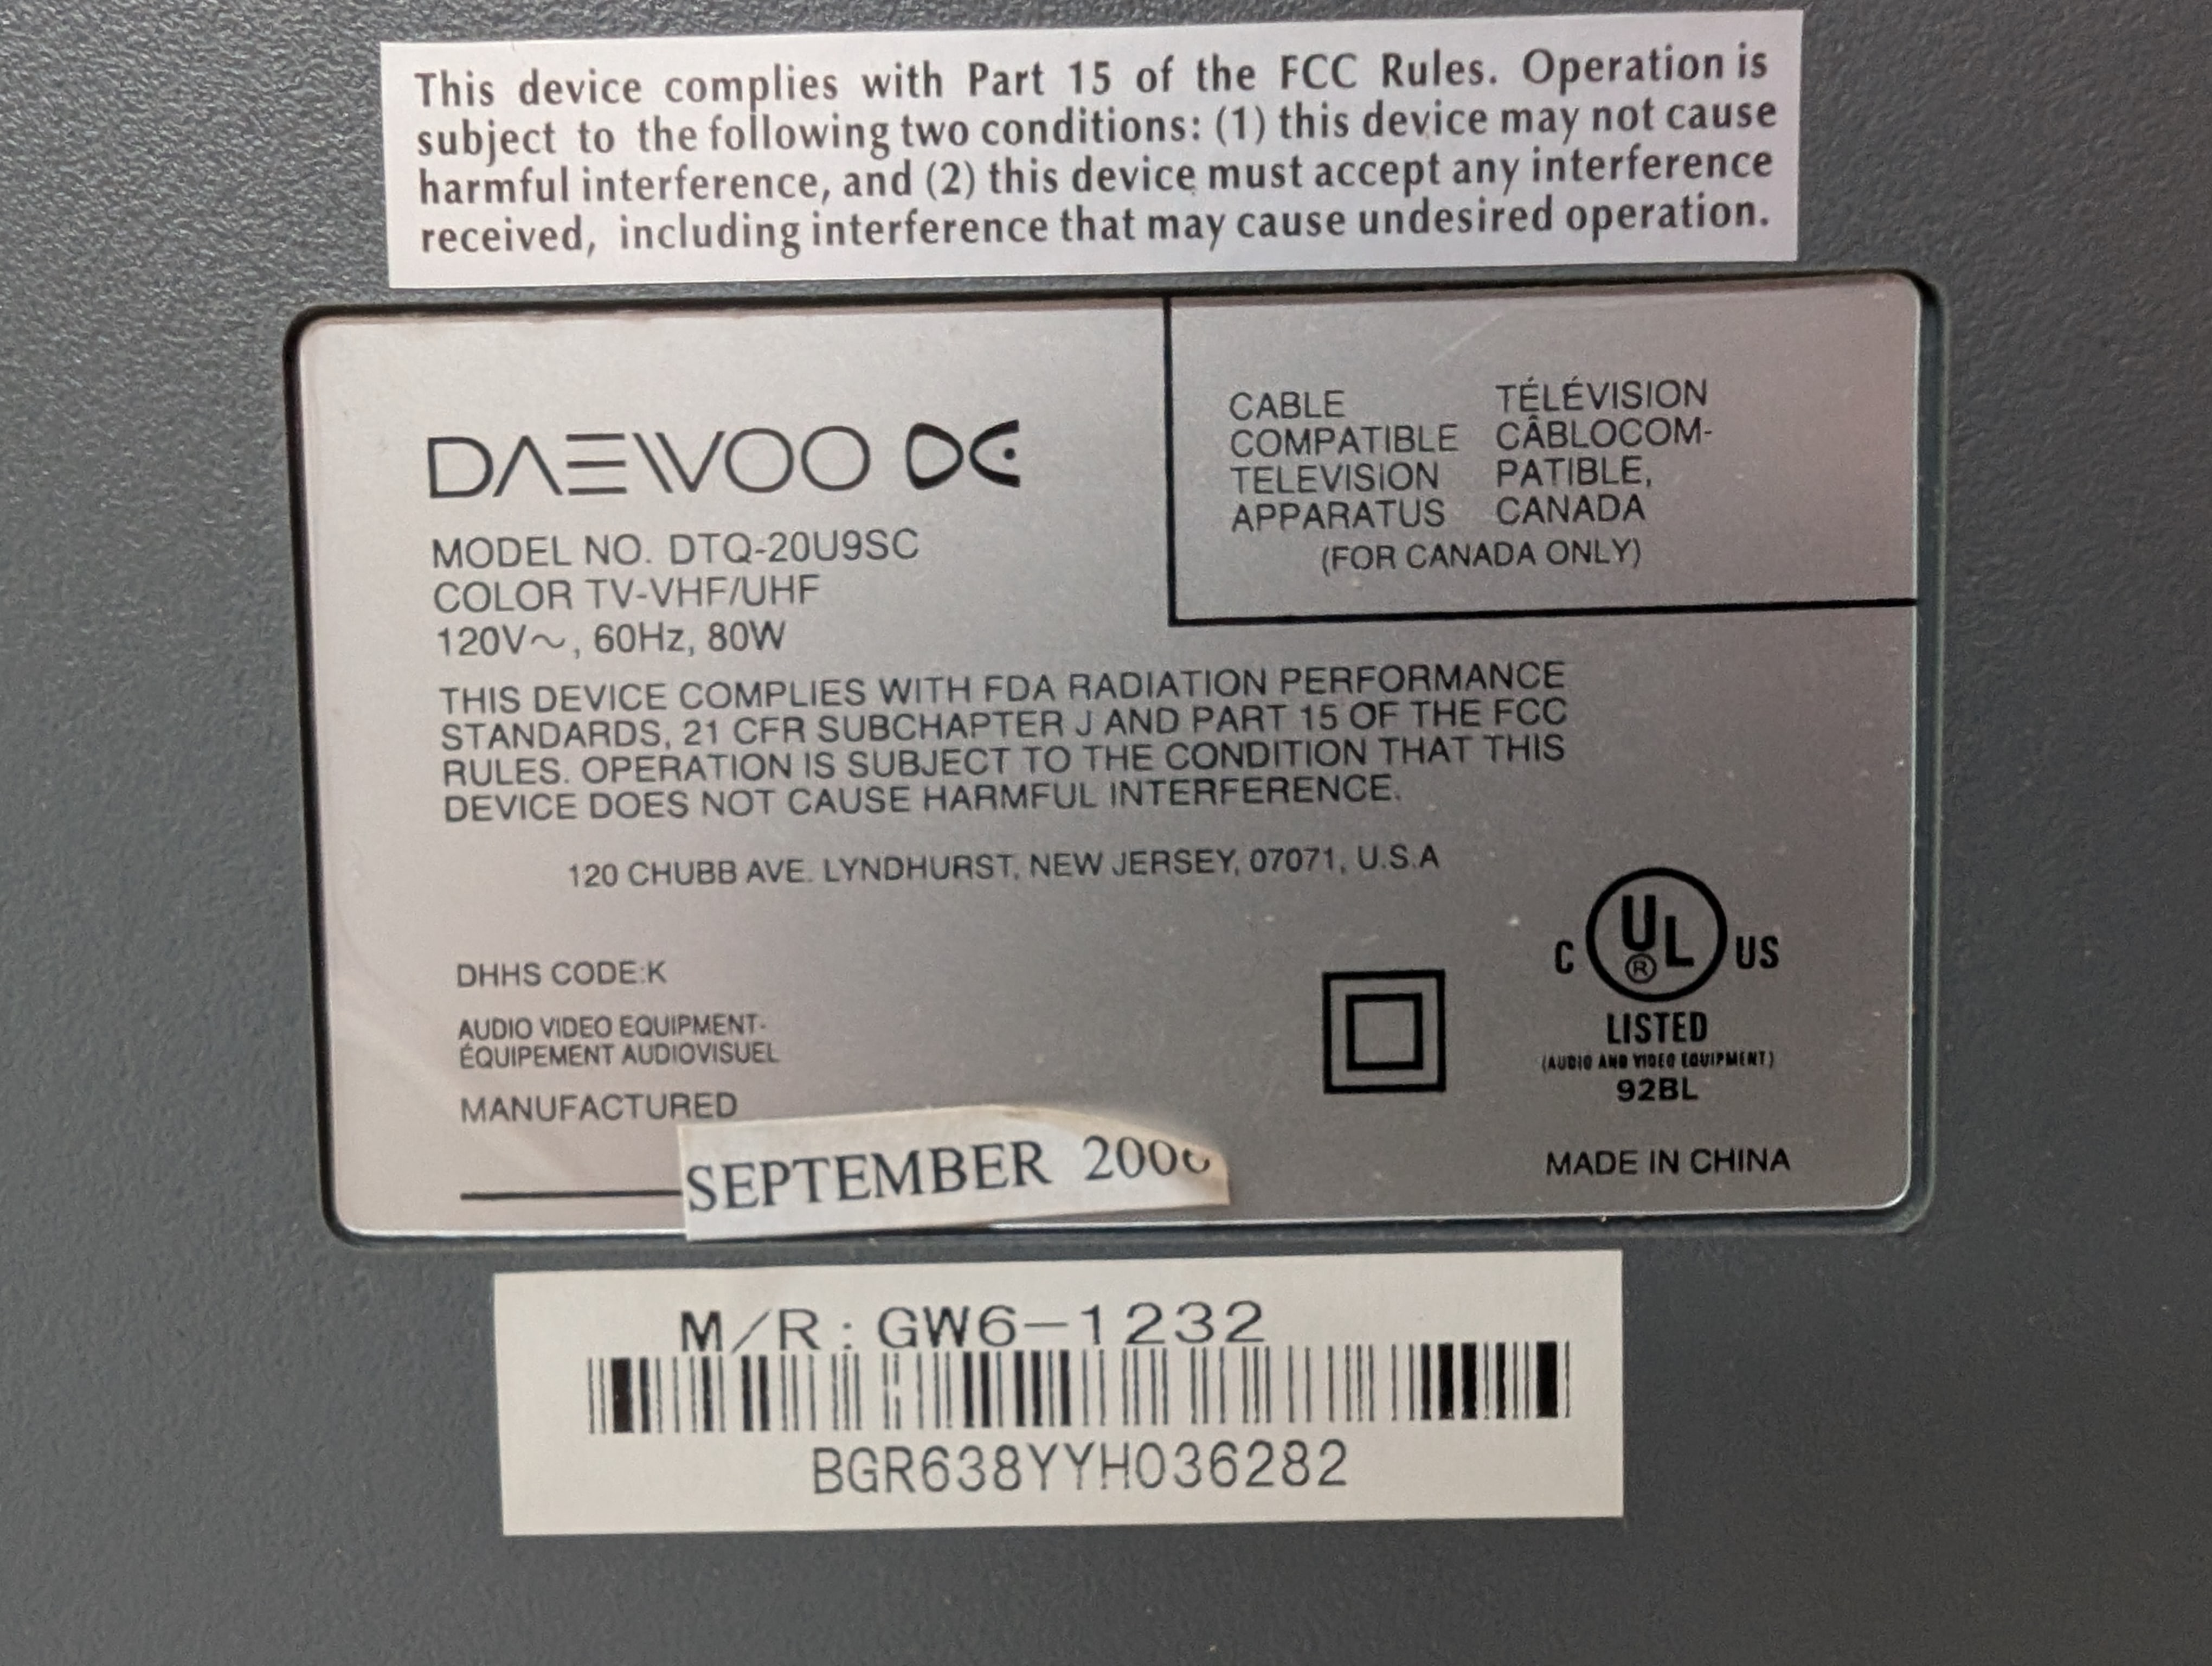 This device complies with Part 15 of the FCC Rules. Operation is
subject to the following two conditions: (1) this device may not cause
harmful interference, and (2) this device must accept any interference
received, including interference that may cause undesired operation.
DAEWOO
MODEL NO. DTQ-20U9SC
COLOR TV-VHF/UHF
120V～, 60Hz, 80W
CABLE
COMPATIBLE
TELEVISION
APPARATUS
TÉLÉVISION
CÂBLOCOM-
PATIBLE,
CANADA
(FOR CANADA ONLY)
THIS DEVICE COMPLIES WITH FDA RADIATION PERFORMANCE
STANDARDS, 21 CFR SUBCHAPTER J AND PART 15 OF THE FCC
RULES. OPERATION IS SUBJECT TO THE CONDITION THAT THIS
DEVICE DOES NOT CAUSE HARMFUL INTERFERENCE.
120 CHUBB AVE. LYNDHURST, NEW JERSEY, 07071, U.S.A
DHHS CODE:K
AUDIO VIDEO EQUIPMENT-
ÉQUIPEMENT AUDIOVISUEL
MANUFACTURED
SEPTEMBER 2006
C UL® US
LISTED
(AUDIO AND VIDEO EQUIPMENT)
92BL
MADE IN CHINA
M/R: GW6-1232
BGR638YYH036282